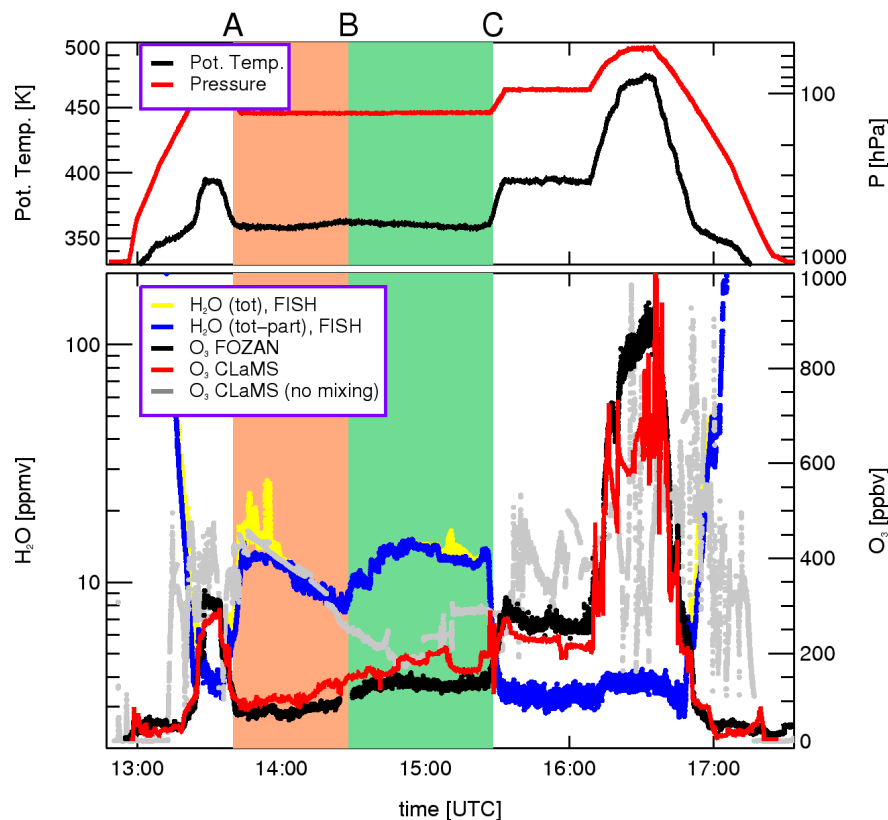 A B C
500
450
400
350
Pot. Temp. [K]
Pot. Temp.
Pressure
100
1000
P [hPa]
H₂O (tot), FISH
H₂O (tot−part), FISH
O₃ FOZAN
O₃ CLaMS
O₃ CLaMS (no mixing)
100
10
H₂O [ppmv]
1000
800
600
400
200
0
O₃ [ppbv]
13:00 14:00 15:00 16:00 17:00
time [UTC]